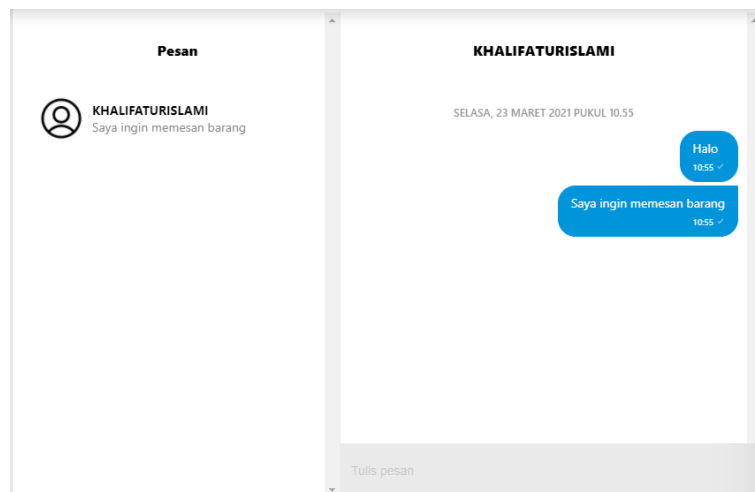 Pesan
KHALIFATURISLAMI
Saya ingin memesan barang
KHALIFATURISLAMI
SELASA, 23 MARET 2021 PUKUL 10.55
Halo
10:55 ✓
Saya ingin memesan barang
10:55 ✓
Tulis pesan